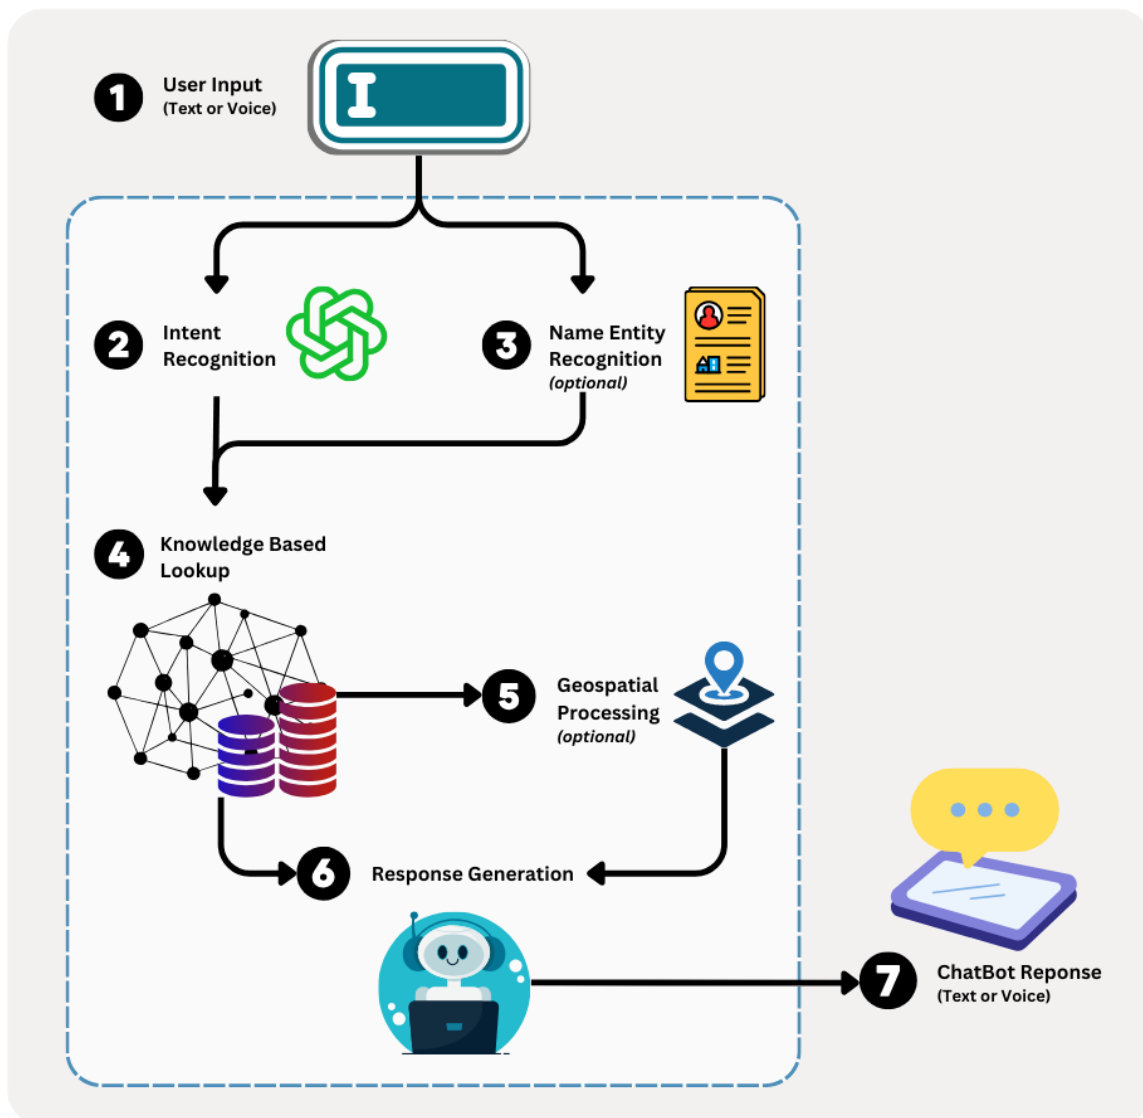 1
User Input
(Text or Voice)
2
Intent
Recognition
3
Name Entity
Recognition
(optional)
4
Knowledge Based
Lookup
5
Geospatial
Processing
(optional)
6
Response Generation
7
ChatBot Reponse
(Text or Voice)